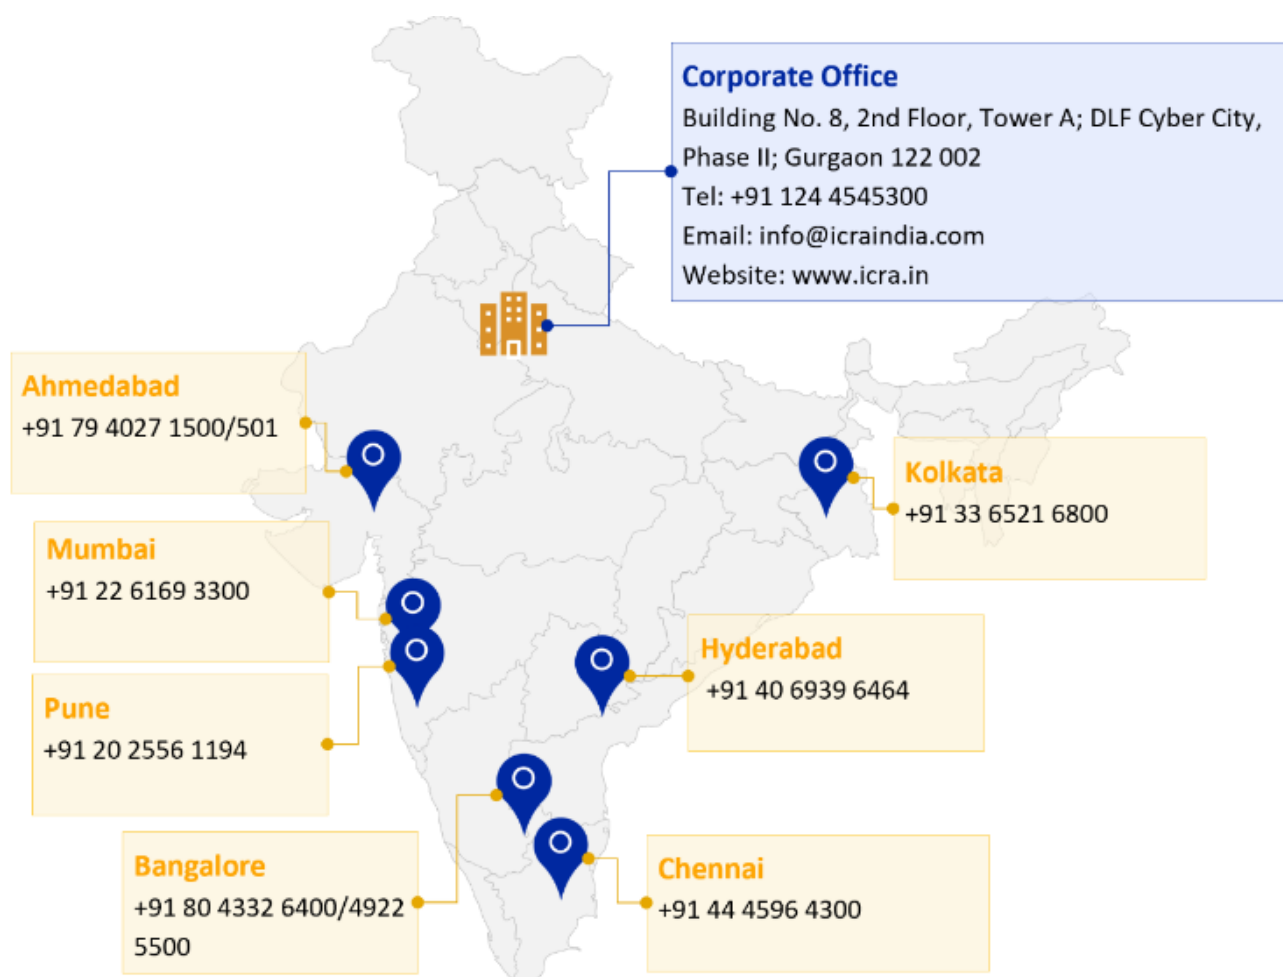 Corporate Office
Building No. 8, 2nd Floor, Tower A; DLF Cyber City,
Phase II; Gurgaon 122 002
Tel: +91 124 4545300
Email: info@icraindia.com
Website: www.icra.in
Ahmedabad
+91 79 4027 1500/501
Kolkata
+91 33 6521 6800
Mumbai
+91 22 6169 3300
Hyderabad
+91 40 6939 6464
Pune
+91 20 2556 1194
Bangalore
+91 80 4332 6400/4922
5500
Chennai
+91 44 4596 4300